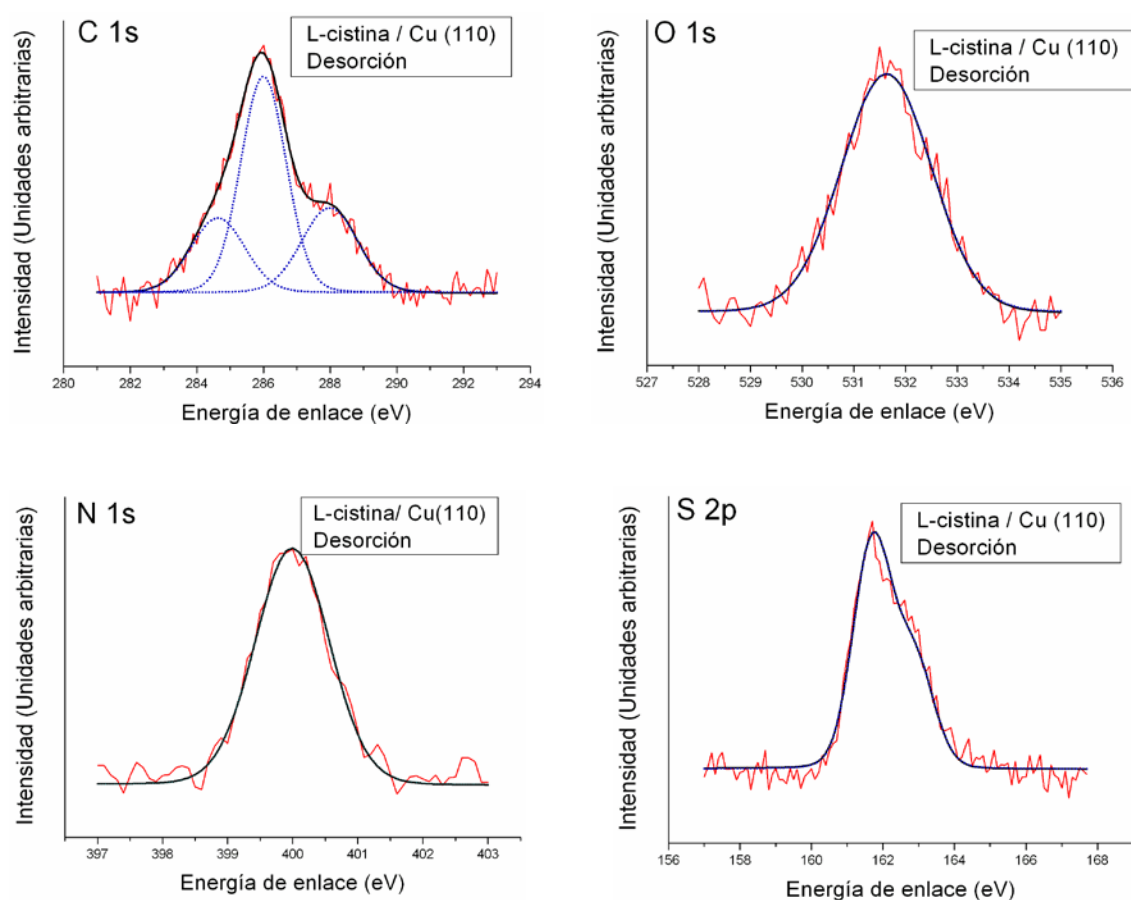 C 1s
L-cistina / Cu (110)
Desorción
Intensidad (Unidades arbitrarias)
280 282 284 286 288 290 292 294
Energía de enlace (eV)
O 1s
L-cistina / Cu (110)
Desorción
Intensidad (Unidades arbitrarias)
527 528 529 530 531 532 533 534 535 536
Energía de enlace (eV)
N 1s
L-cistina/ Cu(110)
Desorción
Intensidad (Unidades arbitrarias)
397 398 399 400 401 402 403
Energía de enlace (eV)
S 2p
L-cistina / Cu (110)
Desorción
Intensidad (Unidades arbitrarias)
156 158 160 162 164 166 168
Energía de enlace (eV)